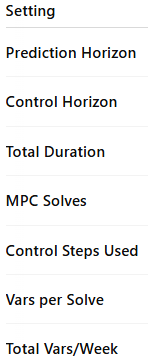 Setting
Prediction Horizon
Control Horizon
Total Duration
MPC Solves
Control Steps Used
Vars per Solve
Total Vars/Week